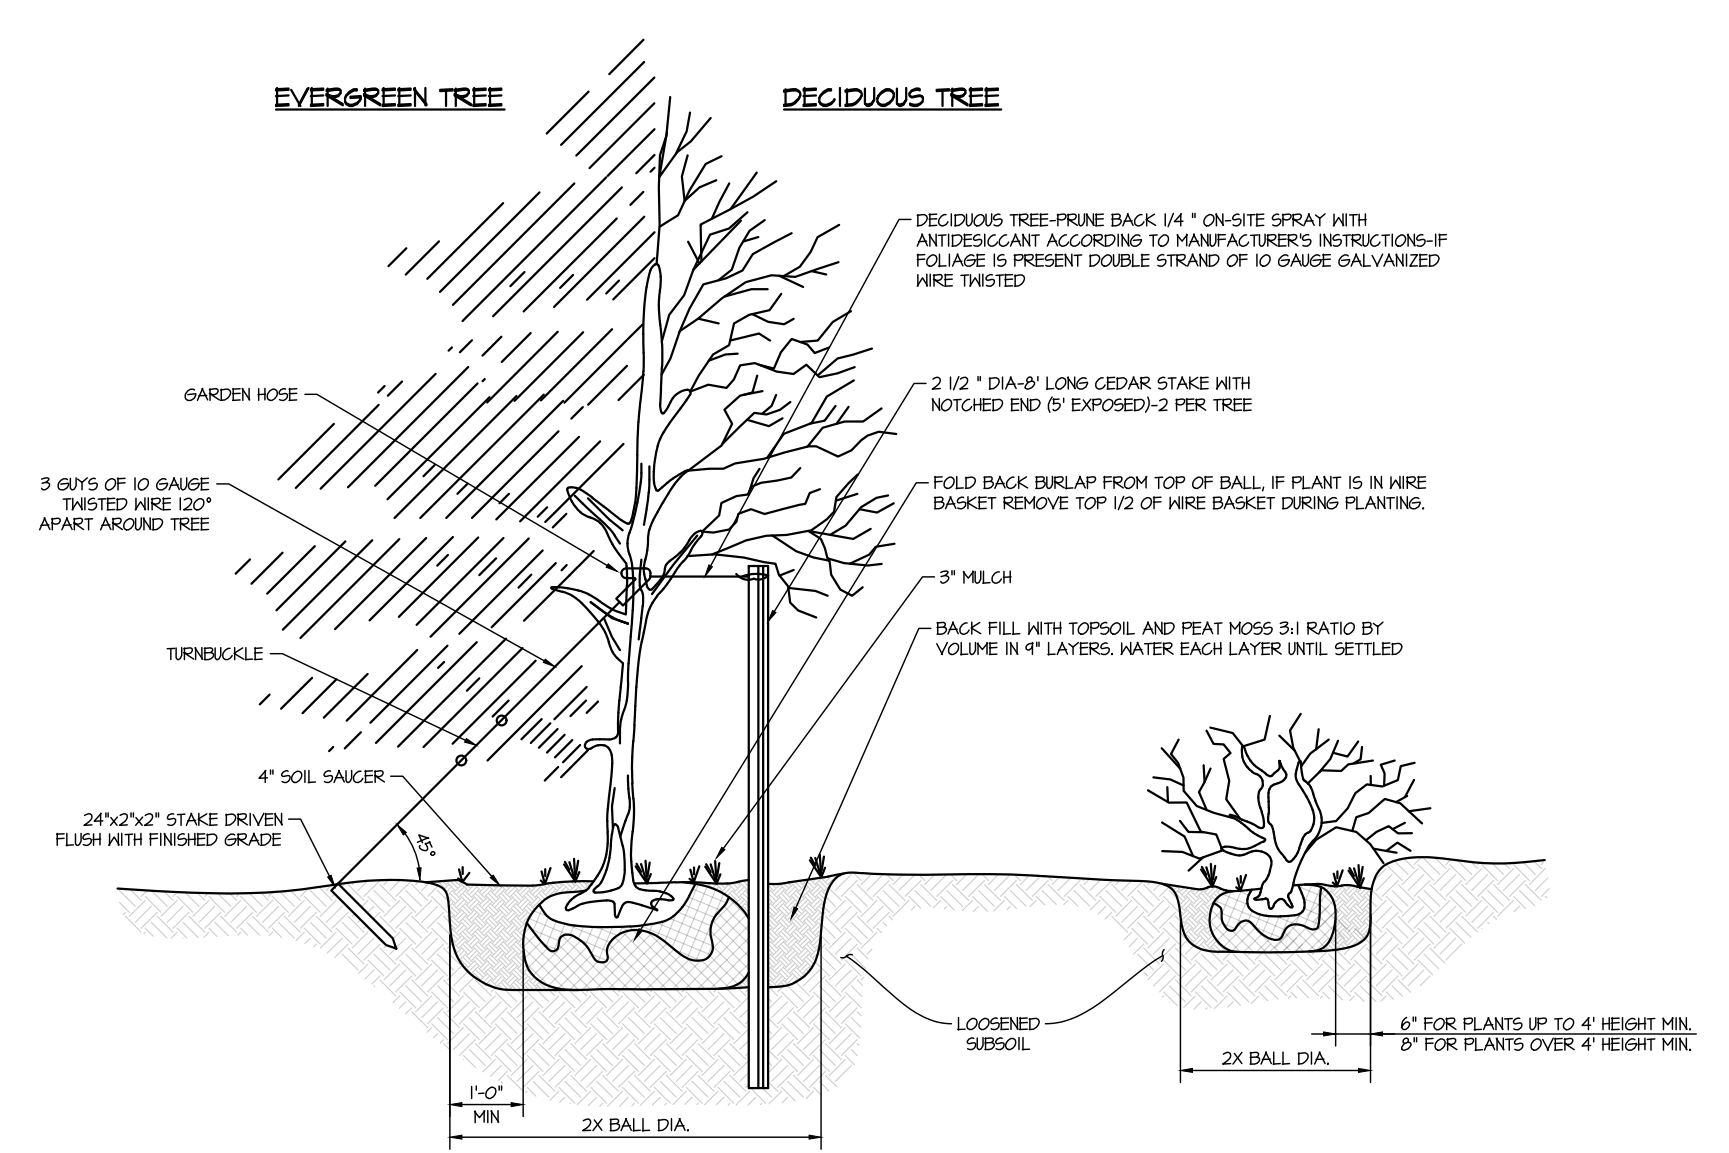 EVERGREEN TREE
DECIDUOUS TREE
DECIDUOUS TREE-PRUNE BACK 1/4 " ON-SITE SPRAY WITH
ANTIDESICCANT ACCORDING TO MANUFACTURER'S INSTRUCTIONS-IF
FOLIAGE IS PRESENT DOUBLE STRAND OF 10 GAUGE GALVANIZED
WIRE TWISTED
2 1/2 " DIA-8' LONG CEDAR STAKE WITH
NOTCHED END (5' EXPOSED)-2 PER TREE
GARDEN HOSE
3 GUYS OF 10 GAUGE
TWISTED WIRE 120°
APART AROUND TREE
FOLD BACK BURLAP FROM TOP OF BALL, IF PLANT IS IN WIRE
BASKET REMOVE TOP 1/2 OF WIRE BASKET DURING PLANTING.
3" MULCH
BACK FILL WITH TOPSOIL AND PEAT MOSS 3:1 RATIO BY
VOLUME IN 9" LAYERS. WATER EACH LAYER UNTIL SETTLED
TURNBUCKLE
4" SOIL SAUCER
24"x2"x2" STAKE DRIVEN
FLUSH WITH FINISHED GRADE
45°
LOOSENED
SUBSOIL
6" FOR PLANTS UP TO 4' HEIGHT MIN.
8" FOR PLANTS OVER 4' HEIGHT MIN.
2X BALL DIA.
1'-0"
MIN
2X BALL DIA.